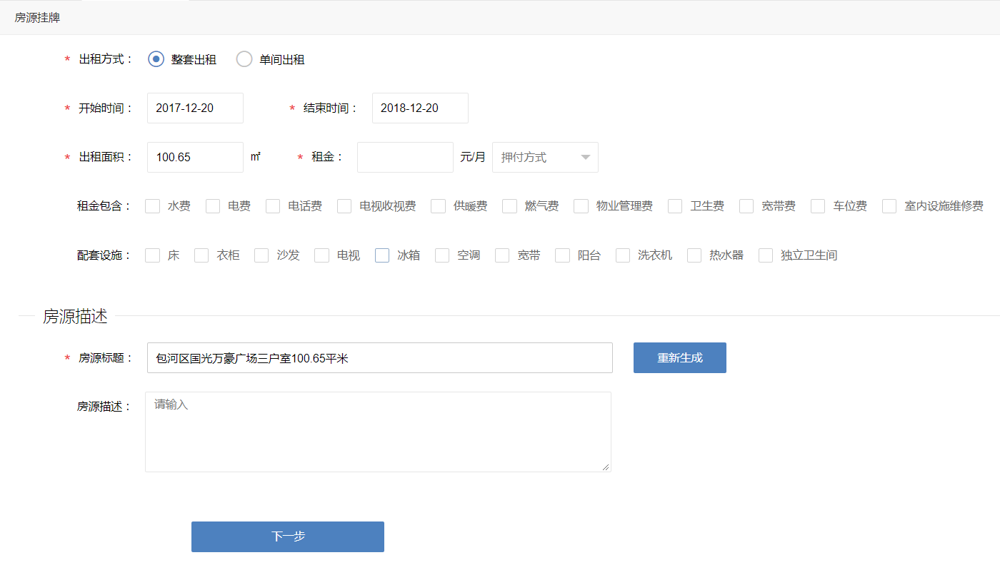 房源挂牌
* 出租方式： 整套出租 单间出租
* 开始时间： 2017-12-20 * 结束时间： 2018-12-20
* 出租面积： 100.65 ㎡ * 租金： 元/月 押付方式
租金包含： 水费 电费 电话费 电视收视费 供暖费 燃气费 物业管理费 卫生费 宽带费 车位费 室内设施维修费
配套设施： 床 衣柜 沙发 电视 冰箱 空调 宽带 阳台 洗衣机 热水器 独立卫生间
房源描述
* 房源标题： 包河区国光万豪广场三户室100.65平米 重新生成
房源描述： 请输入
下一步